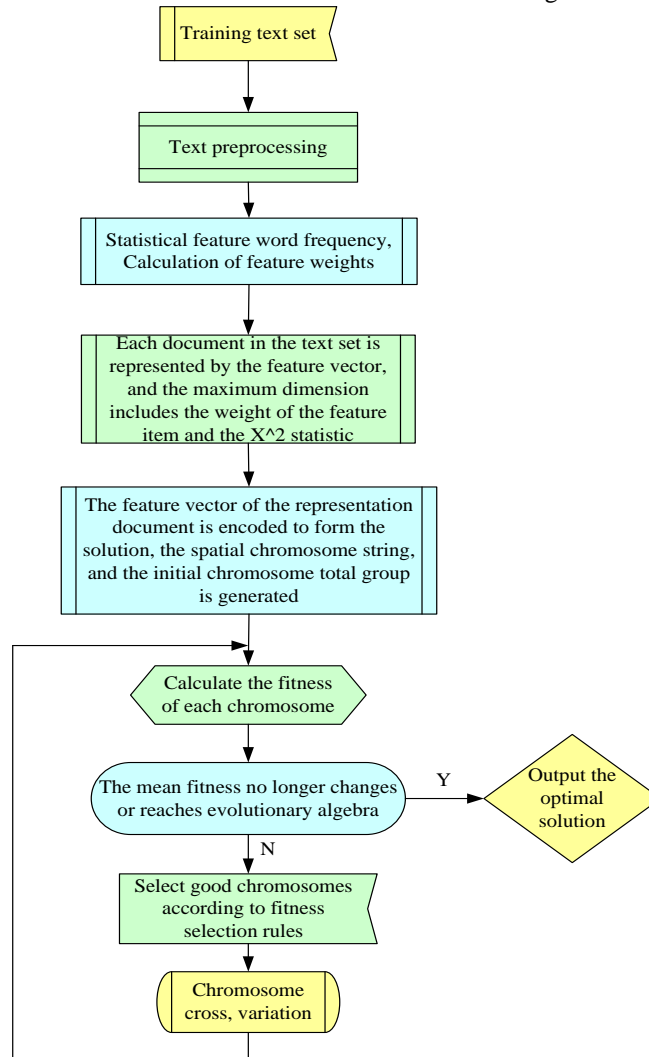 Training text set
Text preprocessing
Statistical feature word frequency,
Calculation of feature weights
Each document in the text set is
represented by the feature vector,
and the maximum dimension
includes the weight of the feature
item and the X^2 statistic
The feature vector of the representation
document is encoded to form the
solution, the spatial chromosome string,
and the initial chromosome total group
is generated
Calculate the fitness
of each chromosome
The mean fitness no longer changes
or reaches evolutionary algebra
Y
Output the
optimal
solution
N
Select good chromosomes
according to fitness
selection rules
Chromosome
cross, variation